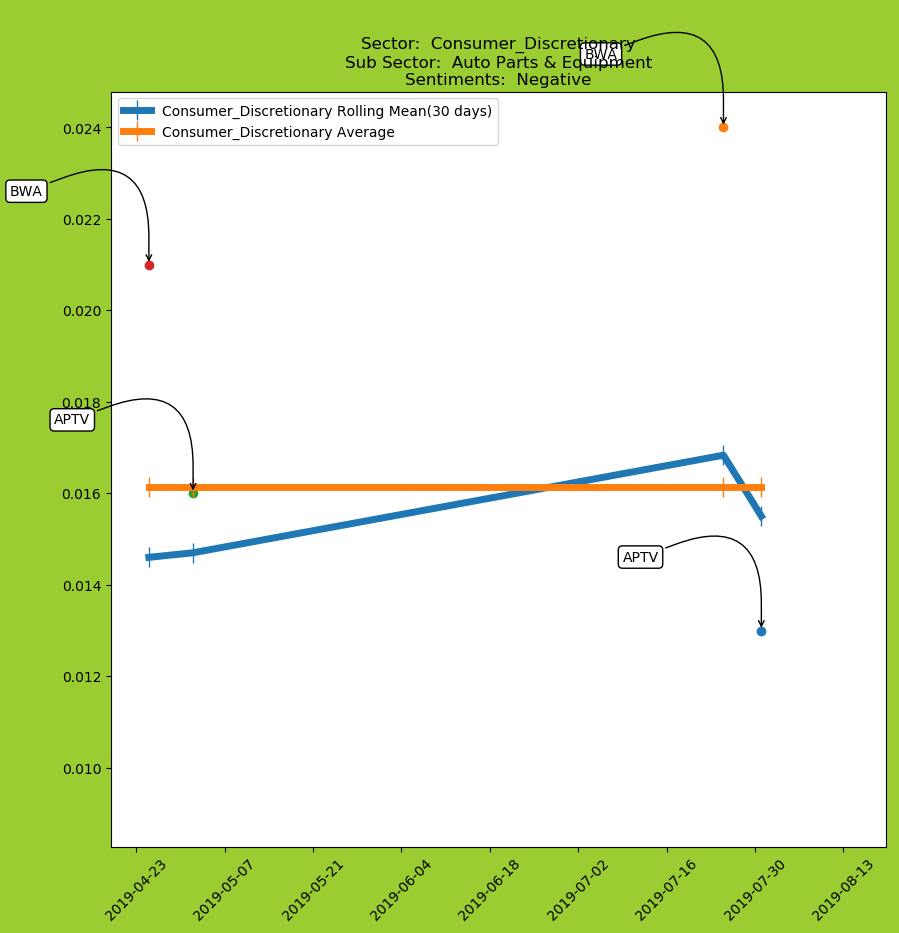 Sector:  Consumer_Discretionary
Sub Sector:  Auto Parts & Equipment
Sentiments:  Negative
BWA
Consumer_Discretionary Rolling Mean(30 days)
Consumer_Discretionary Average
0.024
BWA
0.022
0.020
0.018
APTV
0.016
APTV
0.014
0.012
0.010
2019-04-23
2019-05-07
2019-05-21
2019-06-04
2019-06-18
2019-07-02
2019-07-16
2019-07-30
2019-08-13